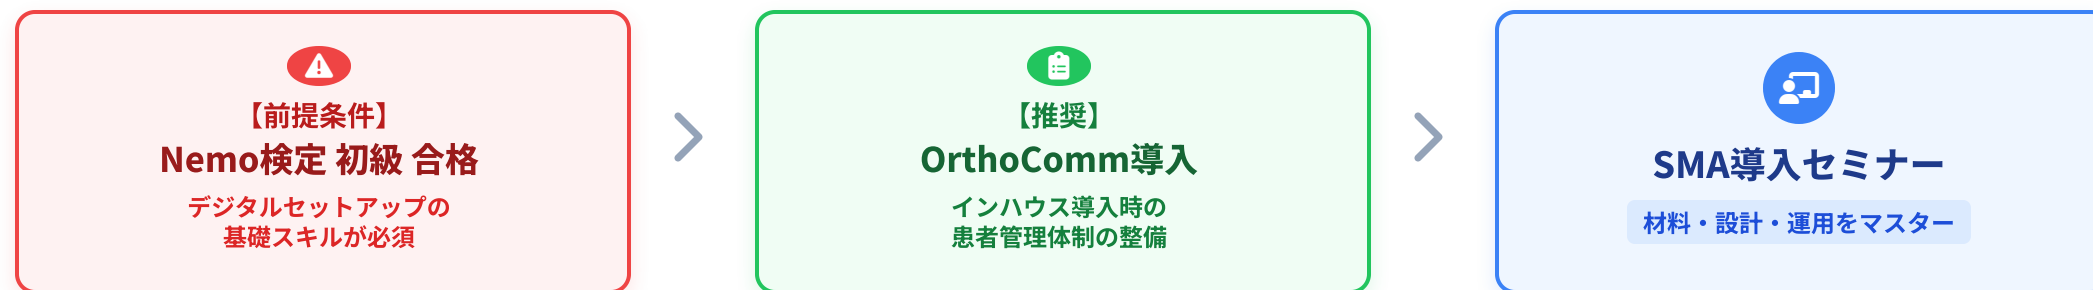 【前提条件】
Nemo検定 初級 合格
デジタルセットアップの
基礎スキルが必須
【推奨】
OrthoComm導入
インハウス導入時の
患者管理体制の整備
SMA導入セミナー
材料・設計・運用をマスター